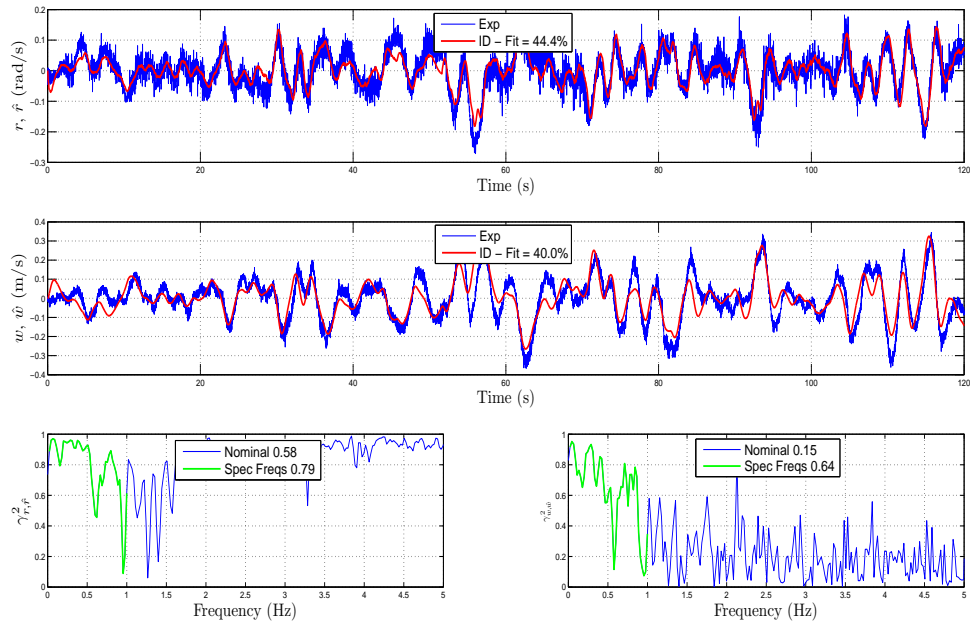 0.2
0.1
0
−0.1
−0.2
−0.3
r, r̂ (rad/s)
Exp
ID − Fit = 44.4%
0 20 40 60 80 100 120
Time (s)
0.4
0.3
0.2
0.1
0
−0.1
−0.2
−0.3
−0.4
w, ŵ (m/s)
Exp
ID − Fit = 40.0%
0 20 40 60 80 100 120
Time (s)
1
0.8
0.6
0.4
0.2
0
γ²r,r̂
Nominal 0.58
Spec Freqs 0.79
0 0.5 1 1.5 2 2.5 3 3.5 4 4.5 5
Frequency (Hz)
1
0.8
0.6
0.4
0.2
0
γ²w,ŵ
Nominal 0.15
Spec Freqs 0.64
0 0.5 1 1.5 2 2.5 3 3.5 4 4.5 5
Frequency (Hz)